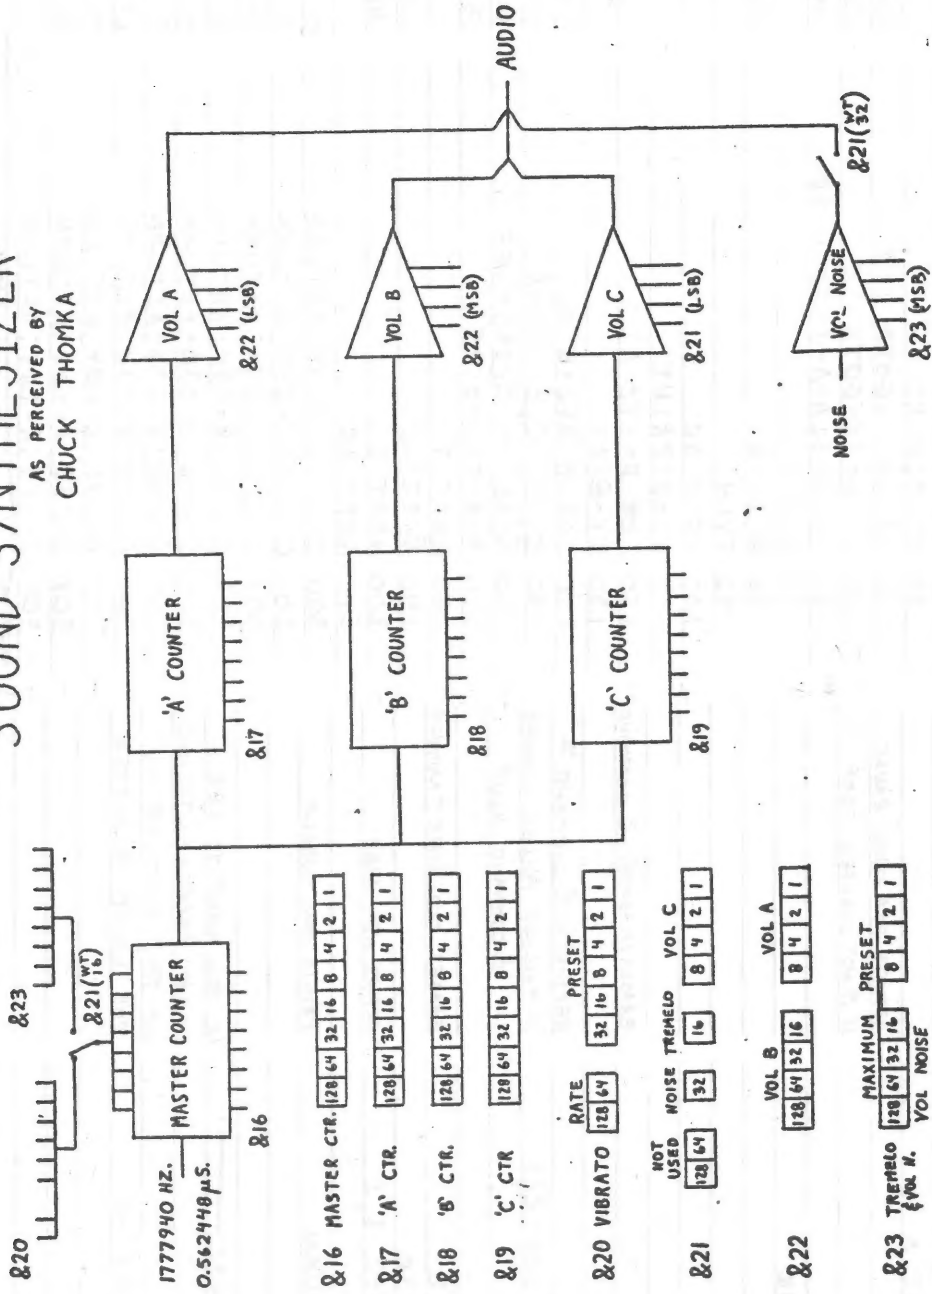 SOUND SYNTHESIZER
AS PERCEIVED BY
CHUCK THOMKA
&20
&23
&21 (WT 16)
1777940 HZ.
0.562448 µS.
MASTER COUNTER
&16
'A' COUNTER
&17
VOL A
&22 (LSB)
'B' COUNTER
&18
VOL B
&22 (MSB)
AUDIO
'C' COUNTER
&19
VOL C
&21 (LSB)
NOISE
VOL NOISE
&23 (MSB)
&21 (WT 32)
&16 MASTER CTR. 128 64 32 16 8 4 2 1
&17 'A' CTR. 128 64 32 16 8 4 2 1
&18 'B' CTR. 128 64 32 16 8 4 2 1
&19 'C' CTR 128 64 32 16 8 4 2 1
RATE PRESET
&20 VIBRATO 128 64 32 16 8 4 2 1
NOT USED NOISE TREMELO VOL C
&21 128 64 32 16 8 4 2 1
VOL B VOL A
&22 128 64 32 16 8 4 2 1
MAXIMUM PRESET
&23 TREMELO & VOL N. 128 64 32 16 8 4 2 1
VOL NOISE